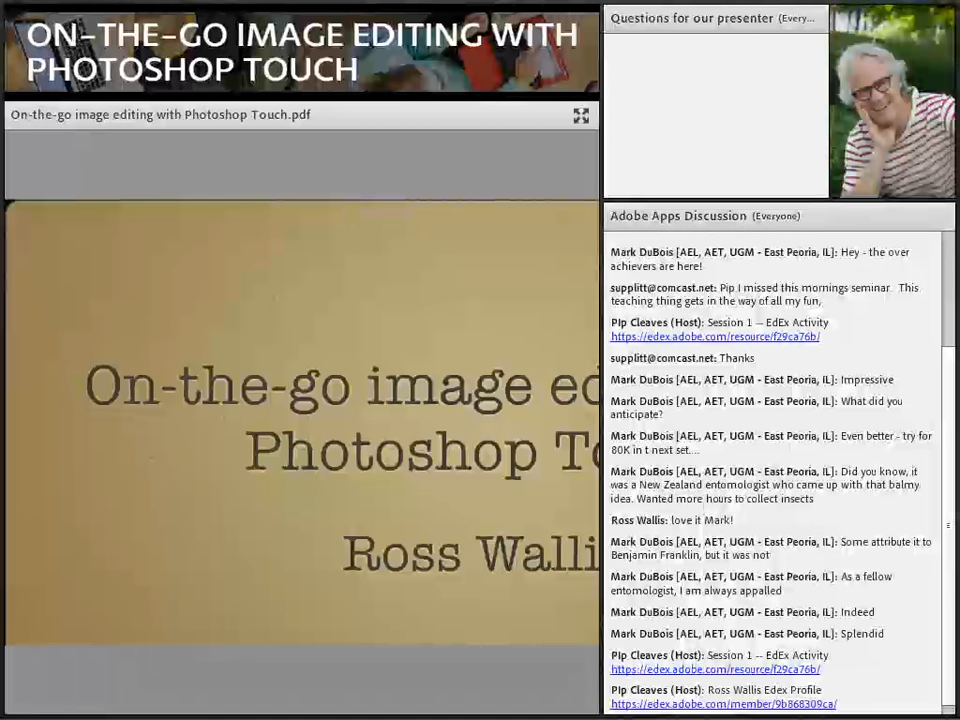 ON-THE-GO IMAGE EDITING WITH
PHOTOSHOP TOUCH
On-the-go image editing with Photoshop Touch.pdf
On-the-go image ed
Photoshop To
Ross Walli
Questions for our presenter (Every...
Adobe Apps Discussion (Everyone)
Mark DuBois [AEL, AET, UGM - East Peoria, IL]: Hey - the over
achievers are here!
supplitt@comcast.net: Pip I missed this mornings seminar. This
teaching thing gets in the way of all my fun,
Pip Cleaves (Host): Session 1 -- EdEx Activity
https://edex.adobe.com/resource/f29ca76b/
supplitt@comcast.net: Thanks
Mark DuBois [AEL, AET, UGM - East Peoria, IL]: Impressive
Mark DuBois [AEL, AET, UGM - East Peoria, IL]: What did you
anticipate?
Mark DuBois [AEL, AET, UGM - East Peoria, IL]: Even better - try for
80K in t next set....
Mark DuBois [AEL, AET, UGM - East Peoria, IL]: Did you know, it
was a New Zealand entomologist who came up with that balmy
idea. Wanted more hours to collect insects
Ross Wallis: love it Mark!
Mark DuBois [AEL, AET, UGM - East Peoria, IL]: Some attribute it to
Benjamin Franklin, but it was not
Mark DuBois [AEL, AET, UGM - East Peoria, IL]: As a fellow
entomologist, I am always appalled
Mark DuBois [AEL, AET, UGM - East Peoria, IL]: Indeed
Mark DuBois [AEL, AET, UGM - East Peoria, IL]: Splendid
Pip Cleaves (Host): Session 1 -- EdEx Activity
https://edex.adobe.com/resource/f29ca76b/
Pip Cleaves (Host): Ross Wallis Edex Profile
https://edex.adobe.com/member/9b868309ca/